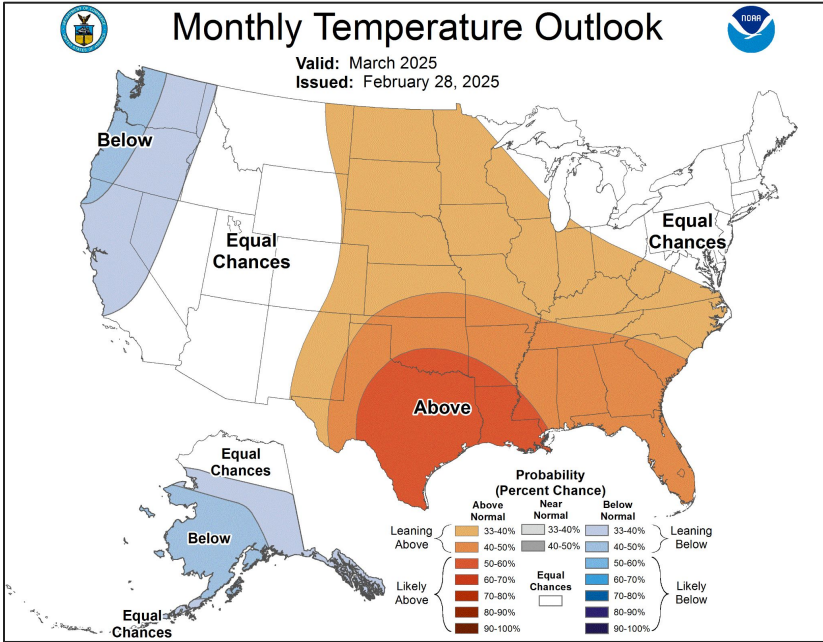 Monthly Temperature Outlook
NOAA
Valid: March 2025
Issued: February 28, 2025
Below
Equal
Chances
Equal
Chances
Above
Equal
Chances
Below
Equal
Chances
Probability
(Percent Chance)
Above
Normal
Near
Normal
Below
Normal
Leaning
Above
33-40%
33-40%
33-40%
Leaning
Below
40-50%
40-50%
40-50%
Likely
Above
50-60%
60-70%
70-80%
80-90%
90-100%
Equal
Chances
50-60%
60-70%
70-80%
80-90%
90-100%
Likely
Below